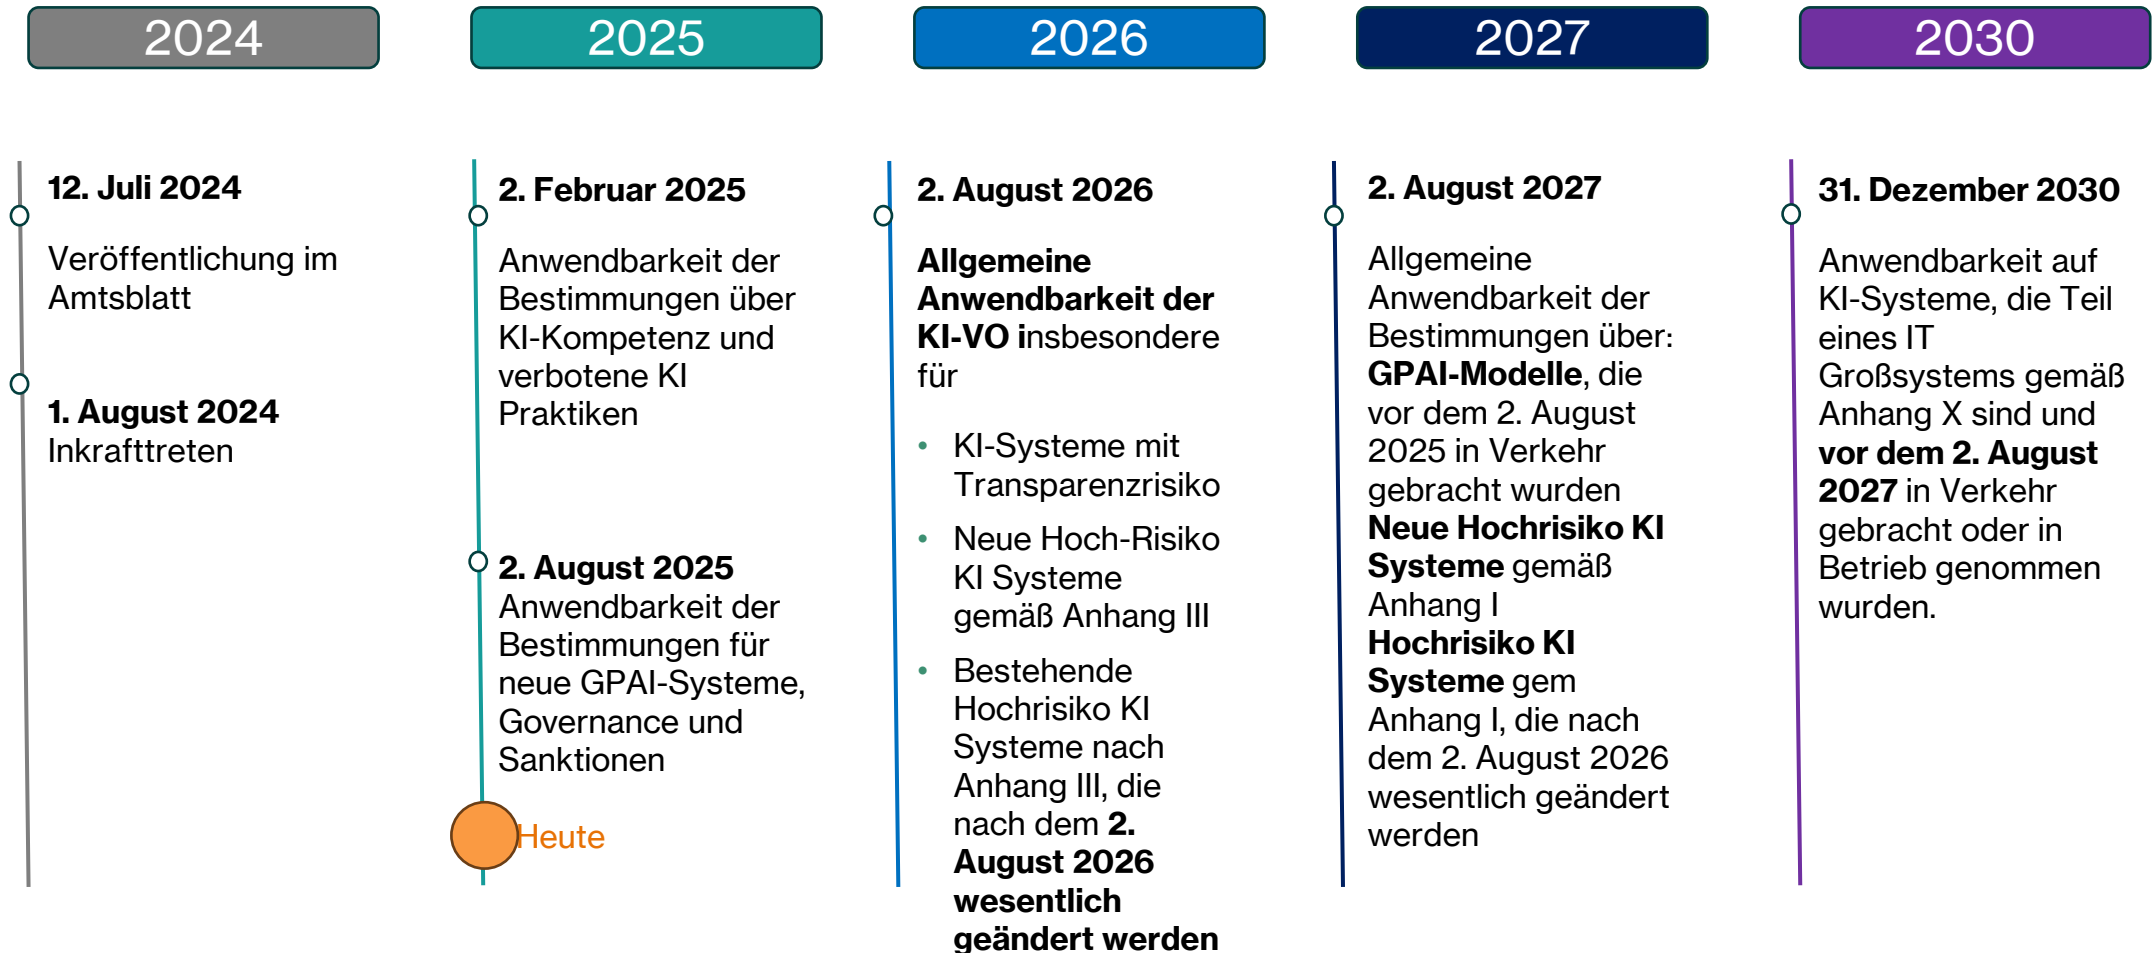 2024
12. Juli 2024
Veröffentlichung im
Amtsblatt
1. August 2024
Inkrafttreten
2025
2. Februar 2025
Anwendbarkeit der
Bestimmungen über
KI-Kompetenz und
verbotene KI
Praktiken
2. August 2025
Anwendbarkeit der
Bestimmungen für
neue GPAI-Systeme,
Governance und
Sanktionen
Heute
2026
2. August 2026
Allgemeine
Anwendbarkeit der
KI-VO insbesondere
für
• KI-Systeme mit
Transparenzrisiko
• Neue Hoch-Risiko
KI Systeme
gemäß Anhang III
• Bestehende
Hochrisiko KI
Systeme nach
Anhang III, die
nach dem 2.
August 2026
wesentlich
geändert werden
2027
2. August 2027
Allgemeine
Anwendbarkeit der
Bestimmungen über:
GPAI-Modelle, die
vor dem 2. August
2025 in Verkehr
gebracht wurden
Neue Hochrisiko KI
Systeme gemäß
Anhang I
Hochrisiko KI
Systeme gem
Anhang I, die nach
dem 2. August 2026
wesentlich geändert
werden
2030
31. Dezember 2030
Anwendbarkeit auf
KI-Systeme, die Teil
eines IT
Großsystems gemäß
Anhang X sind und
vor dem 2. August
2027 in Verkehr
gebracht oder in
Betrieb genommen
wurden.